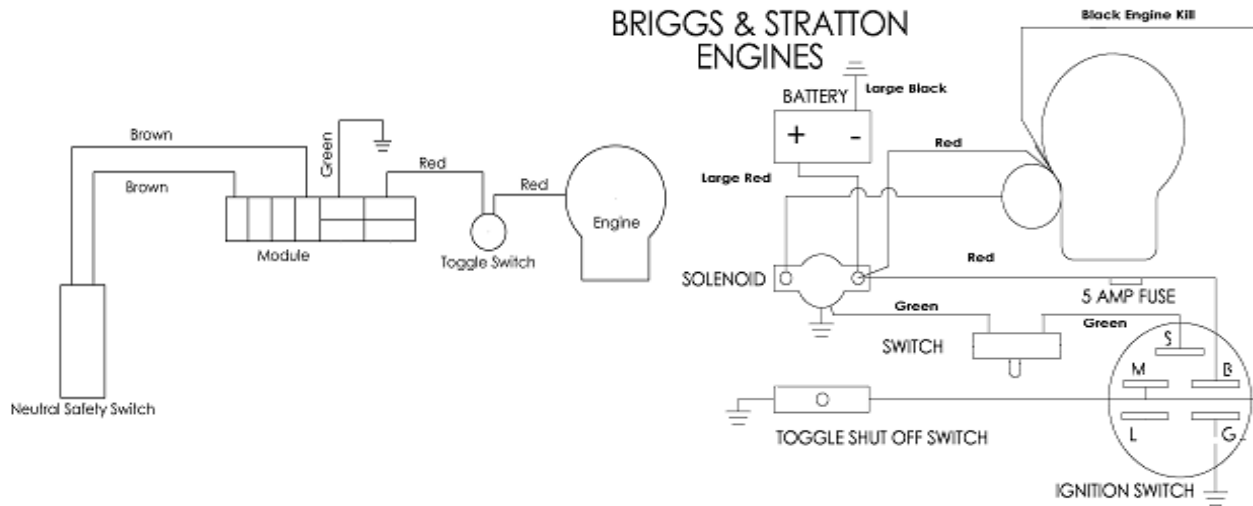 BRIGGS & STRATTON
ENGINES
Brown
Brown
Green
Red
Red
Engine
Module
Toggle Switch
Neutral Safety Switch
Black Engine Kill
Large Black
BATTERY
+ -
Red
Large Red
SOLENOID
Red
5 AMP FUSE
Green
Green
SWITCH
S
M B
L G
TOGGLE SHUT OFF SWITCH
IGNITION SWITCH